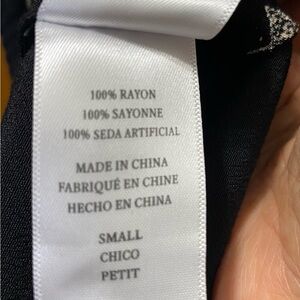 100% RAYON
100% SAYONNE
100% SEDA ARTIFICIAL
MADE IN CHINA
FABRIQUÉ EN CHINE
HECHO EN CHINA
SMALL
CHICO
PETIT